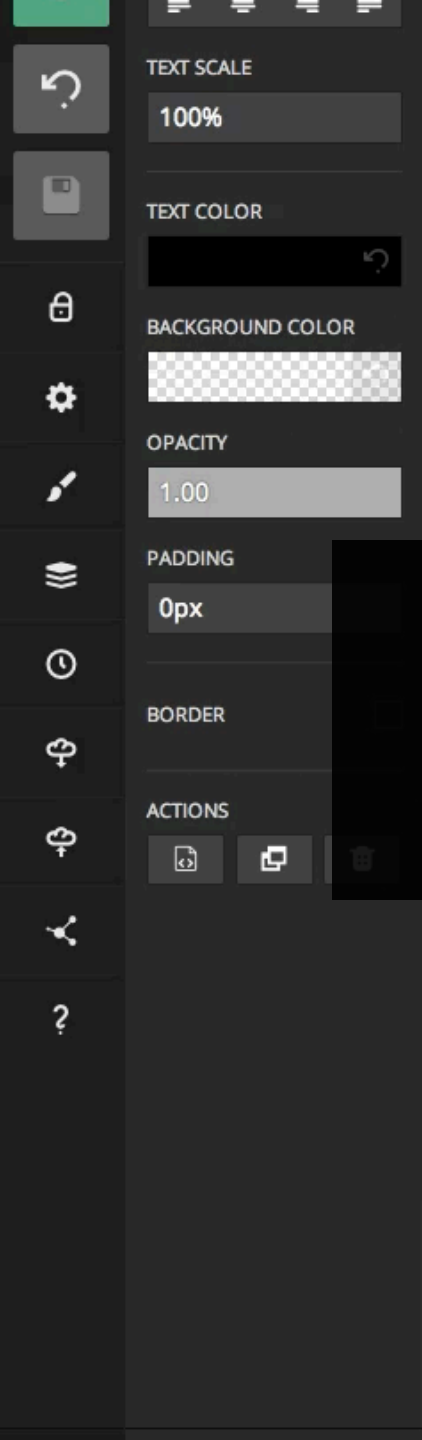 TEXT SCALE
100%
TEXT COLOR
BACKGROUND COLOR
OPACITY
1.00
PADDING
0px
BORDER
ACTIONS
?